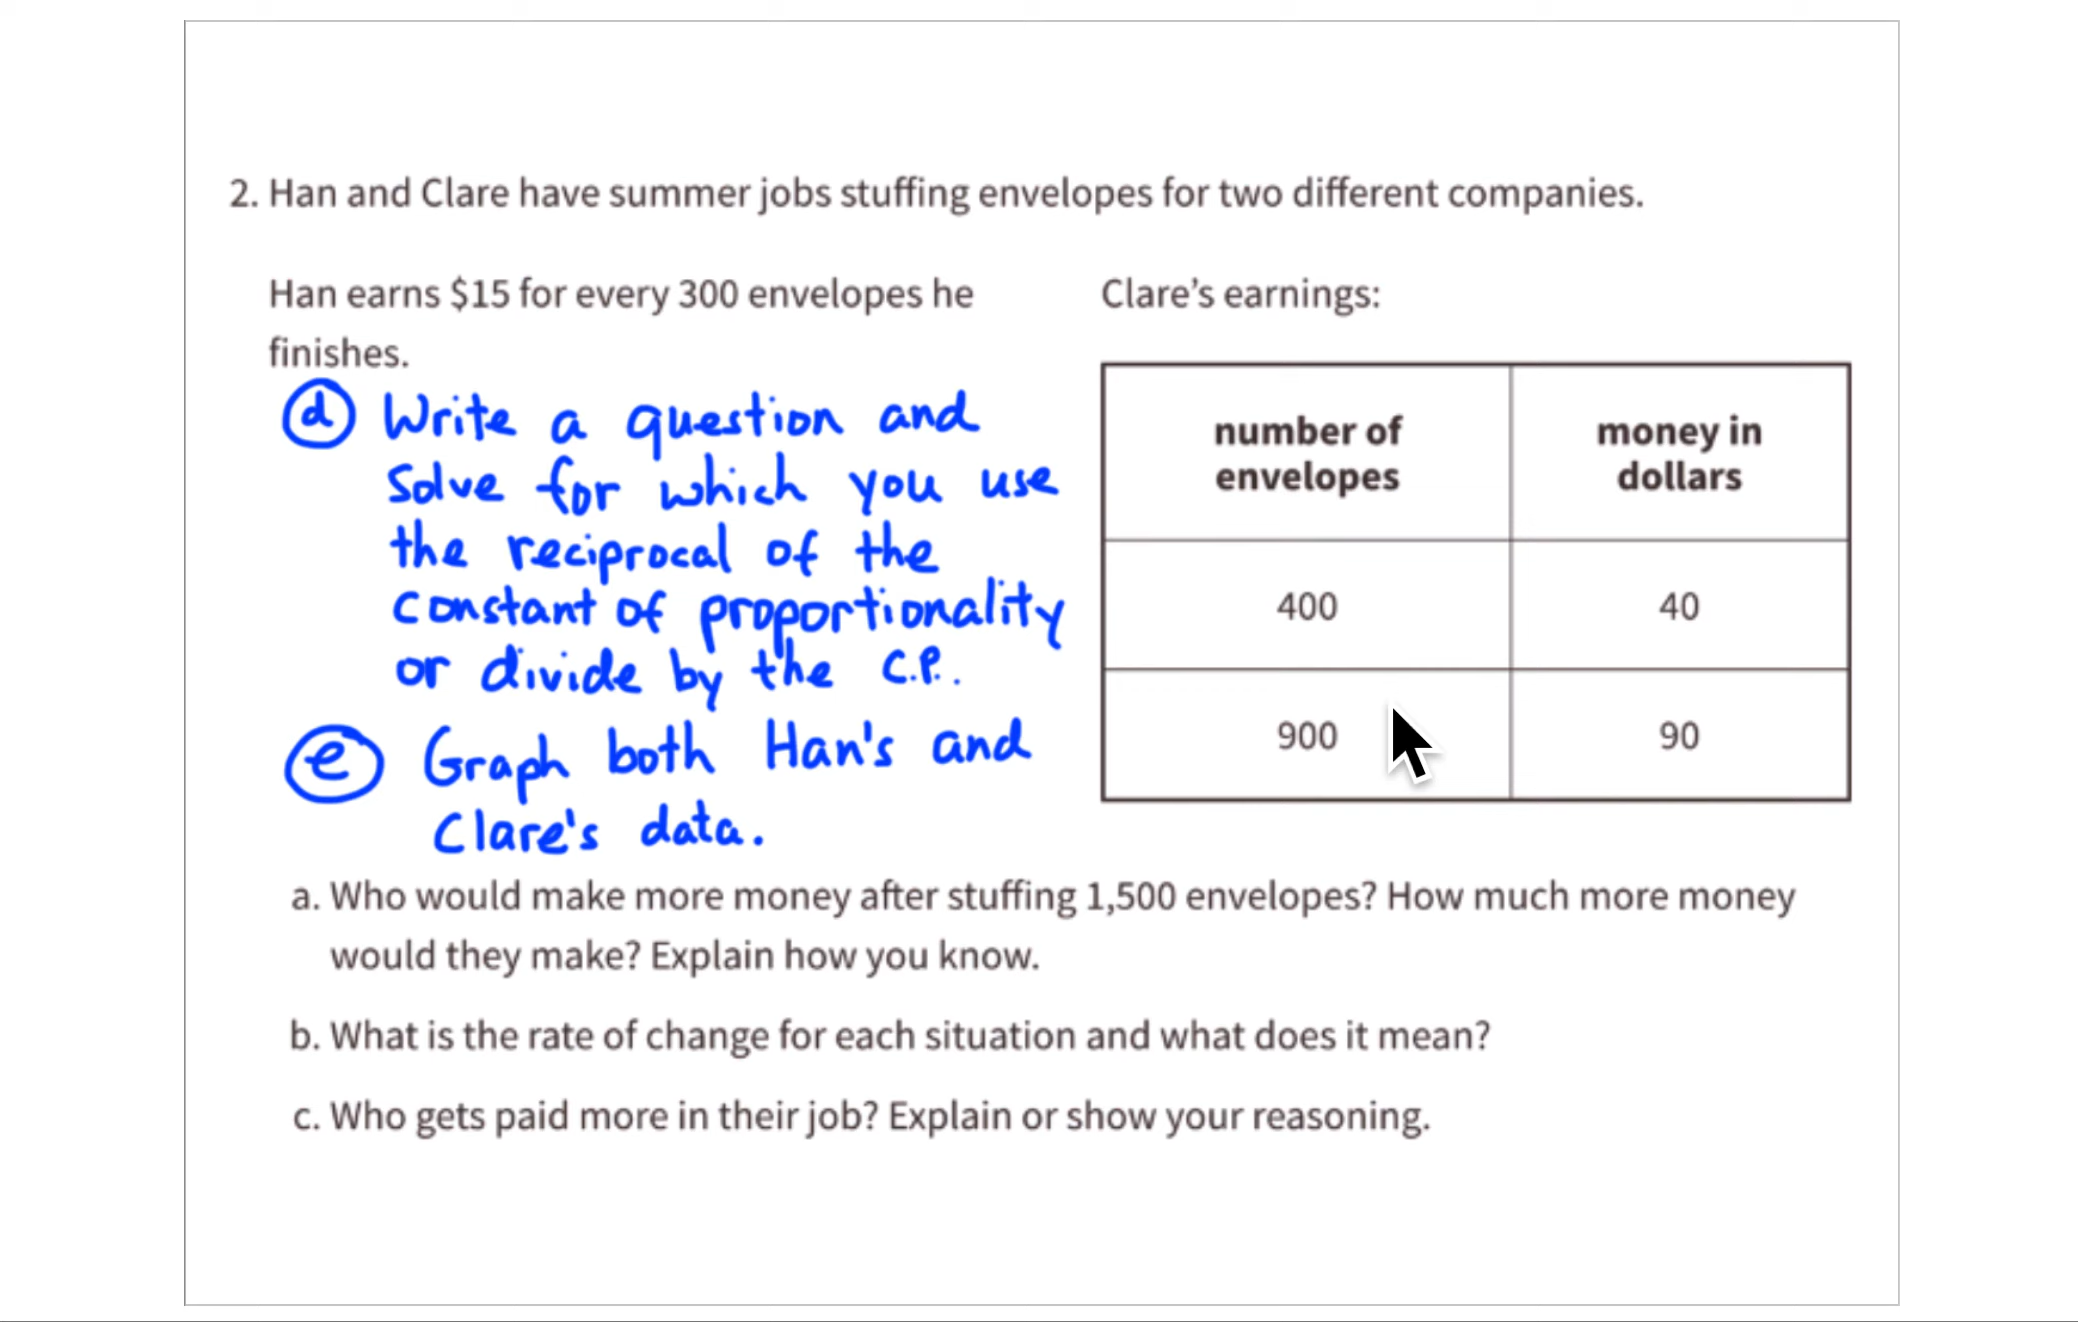 2. Han and Clare have summer jobs stuffing envelopes for two different companies.
Han earns $15 for every 300 envelopes he
finishes.
d Write a question and
solve for which you use
the reciprocal of the
constant of proportionality
or divide by the C.P.
e Graph both Han's and
Clare's data.
Clare’s earnings:
number of envelopes money in dollars
400 40
900 90
a. Who would make more money after stuffing 1,500 envelopes? How much more money
would they make? Explain how you know.
b. What is the rate of change for each situation and what does it mean?
c. Who gets paid more in their job? Explain or show your reasoning.